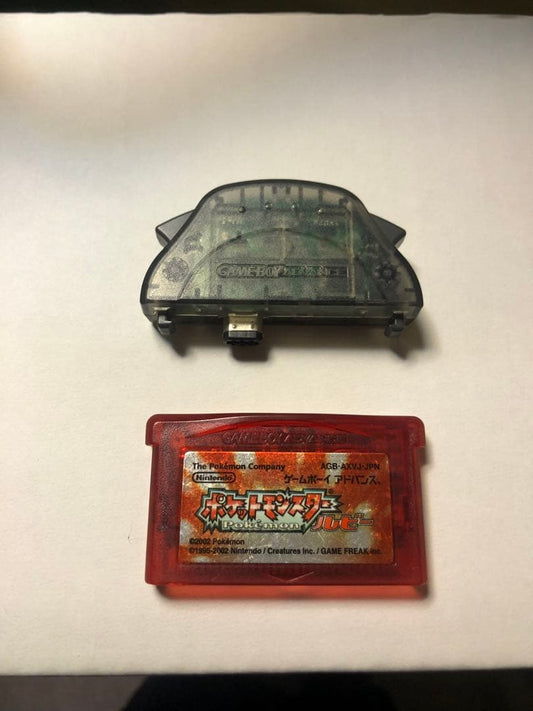 GAME BOY ADVANCE
GAME BOY ADVANCE
The Pokémon Company
AGB-AXVJ-JPN
Nintendo
ゲームボーイ アドバンス
ポケットモンスター
Pokémon
ルビー
©2002 Pokémon
©1995-2002 Nintendo / Creatures inc. / GAME FREAK inc.